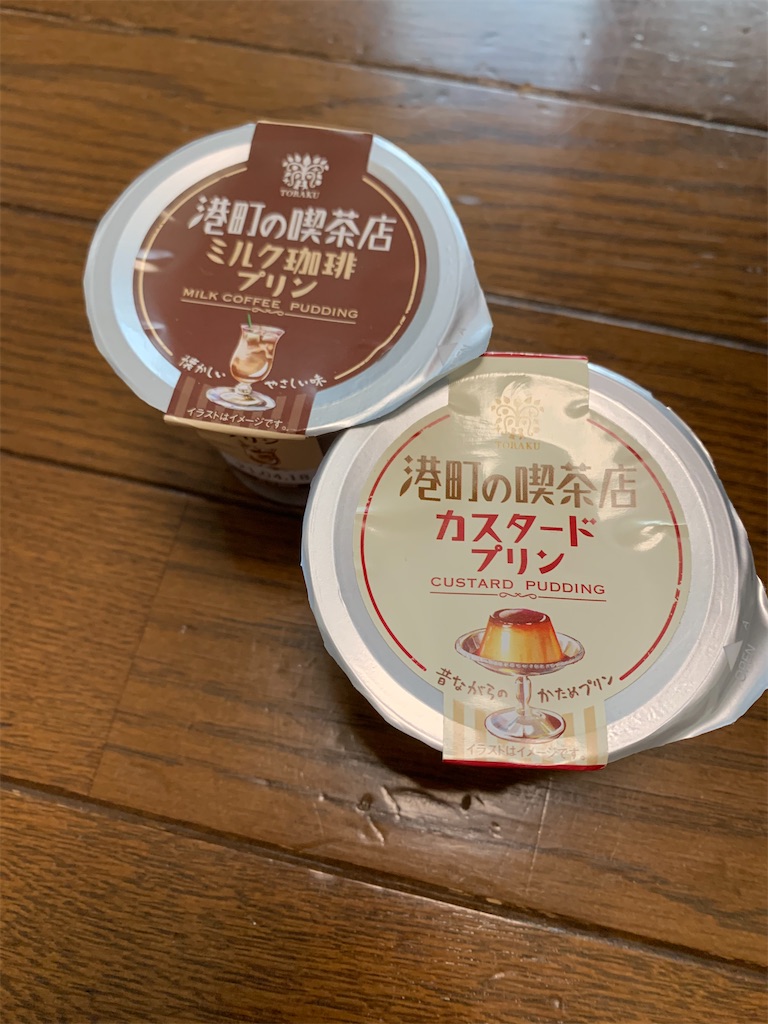 TORAKU
港町の喫茶店
ミルク珈琲
プリン
MILK COFFEE PUDDING
懐かしい やさしい味
イラストはイメージです。
TORAKU
港町の喫茶店
カスタード
プリン
CUSTARD PUDDING
昔ながらの かためプリン
イラストはイメージです。
OPEN